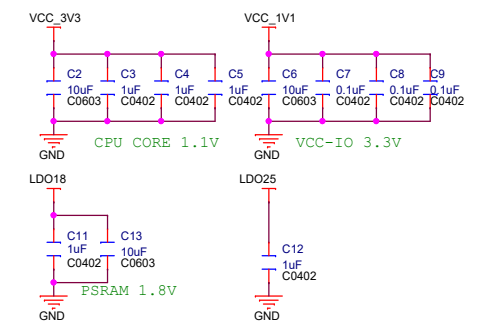 VCC_3V3
VCC_1V1
C2 C3 C4 C5 C6 C7 C8 C9
10uF 1uF 1uF 1uF 10uF 0.1uF 0.1uF 0.1uF
C0603 C0402 C0402 C0402 C0603 C0402 C0402 C0402
CPU CORE 1.1V
VCC-IO 3.3V
GND
GND
LDO18
LDO25
C11 C13
1uF 10uF
C0402 C0603
C12
1uF
C0402
PSRAM 1.8V
GND
GND